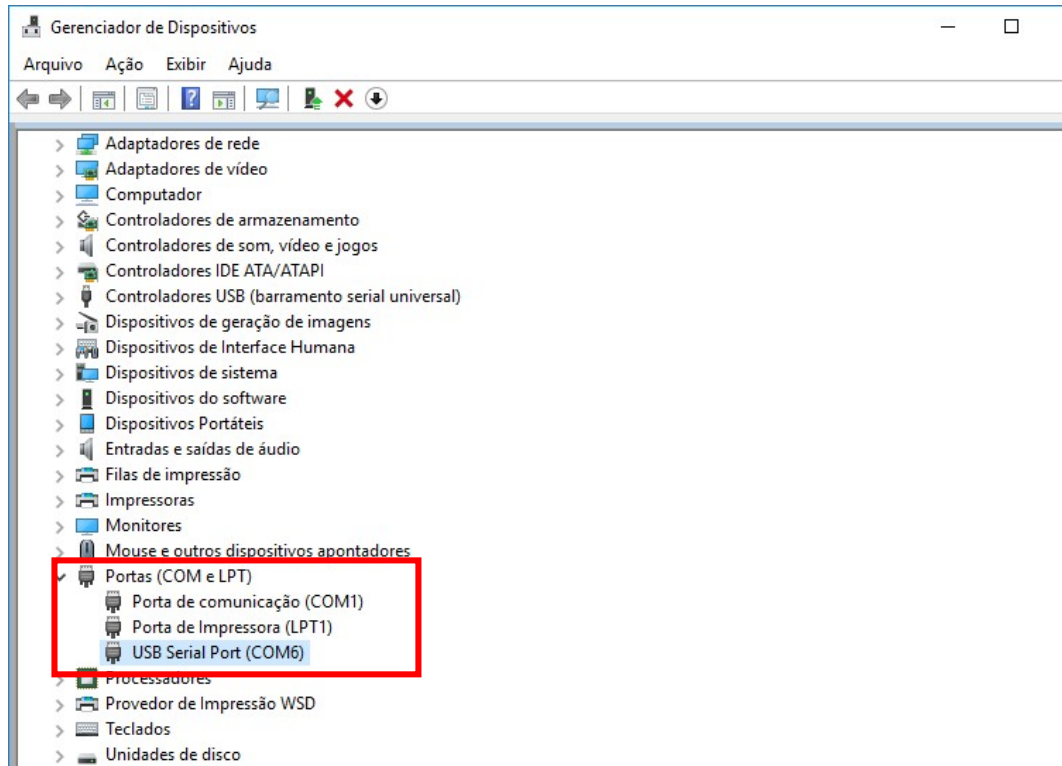 Gerenciador de Dispositivos
Arquivo Ação Exibir Ajuda
Adaptadores de rede
Adaptadores de vídeo
Computador
Controladores de armazenamento
Controladores de som, vídeo e jogos
Controladores IDE ATA/ATAPI
Controladores USB (barramento serial universal)
Dispositivos de geração de imagens
Dispositivos de Interface Humana
Dispositivos de sistema
Dispositivos do software
Dispositivos Portáteis
Entradas e saídas de áudio
Filas de impressão
Impressoras
Monitores
Mouse e outros dispositivos apontadores
Portas (COM e LPT)
Porta de comunicação (COM1)
Porta de Impressora (LPT1)
USB Serial Port (COM6)
Processadores
Provedor de Impressão WSD
Teclados
Unidades de disco